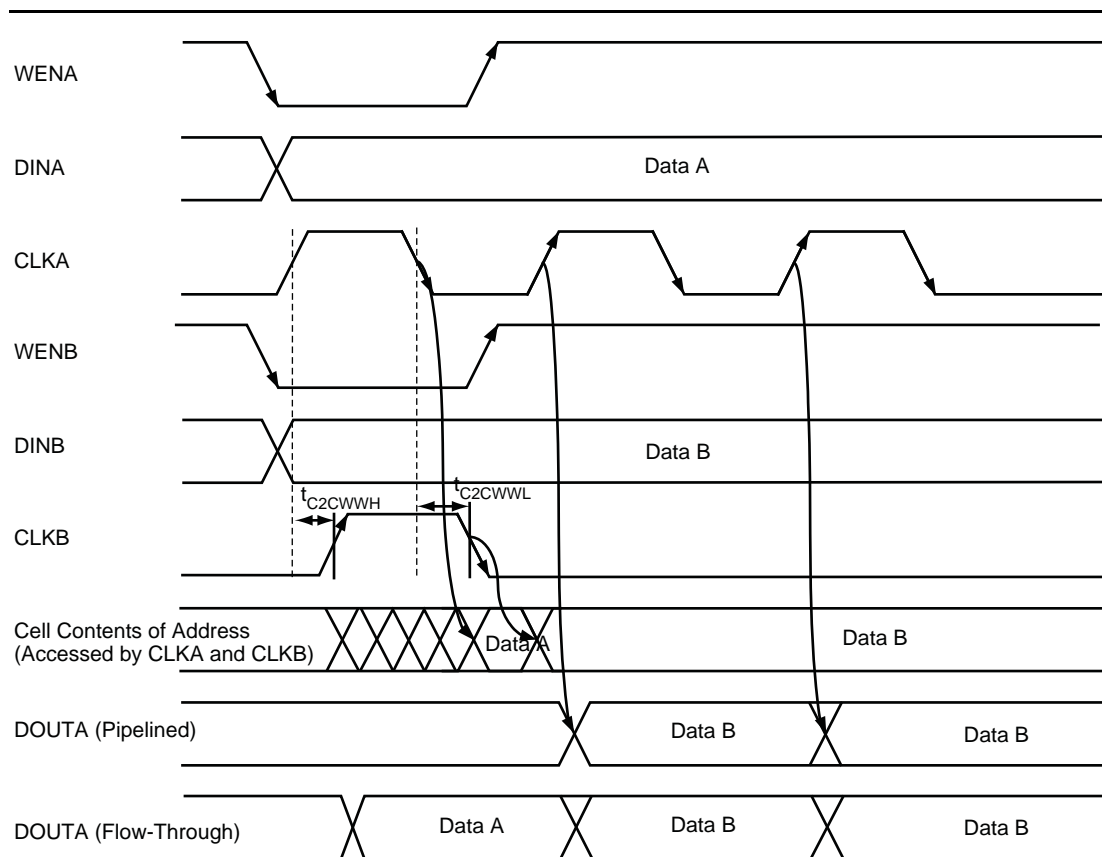 WENA
DINA
Data A
CLKA
WENB
DINB
Data B
tC2CWWH
tC2CWWL
CLKB
Cell Contents of Address
(Accessed by CLKA and CLKB)
Data A
Data B
DOUTA (Pipelined)
Data B
Data B
DOUTA (Flow-Through)
Data A
Data B
Data B